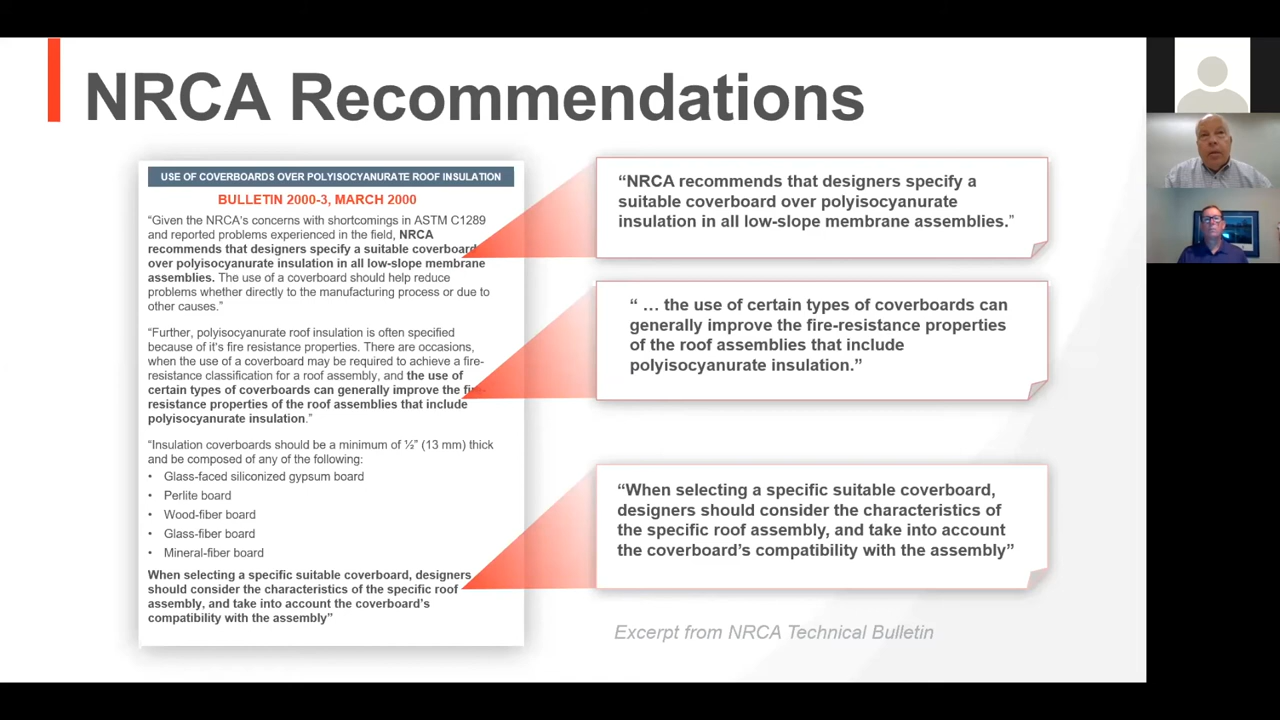 NRCA Recommendations
USE OF COVERBOARDS OVER POLYISOCYANURATE ROOF INSULATION
BULLETIN 2000-3, MARCH 2000
“Given the NRCA's concerns with shortcomings in ASTM C1289
and reported problems experienced in the field, NRCA
recommends that designers specify a suitable coverboard
over polyisocyanurate insulation in all low-slope membrane
assemblies. The use of a coverboard should help reduce
problems whether directly to the manufacturing process or due to
other causes.”
“Further, polyisocyanurate roof insulation is often specified
because of it's fire resistance properties. There are occasions,
when the use of a coverboard may be required to achieve a fire-
resistance classification for a roof assembly, and the use of
certain types of coverboards can generally improve the fire-
resistance properties of the roof assemblies that include
polyisocyanurate insulation.”
“Insulation coverboards should be a minimum of ½” (13 mm) thick
and be composed of any of the following:
• Glass-faced siliconized gypsum board
• Perlite board
• Wood-fiber board
• Glass-fiber board
• Mineral-fiber board
When selecting a specific suitable coverboard, designers
should consider the characteristics of the specific roof
assembly, and take into account the coverboard’s
compatibility with the assembly”
“NRCA recommends that designers specify a
suitable coverboard over polyisocyanurate
insulation in all low-slope membrane assemblies.”
“ … the use of certain types of coverboards can
generally improve the fire-resistance properties
of the roof assemblies that include
polyisocyanurate insulation.”
“When selecting a specific suitable coverboard,
designers should consider the characteristics of
the specific roof assembly, and take into account
the coverboard’s compatibility with the assembly”
Excerpt from NRCA Technical Bulletin